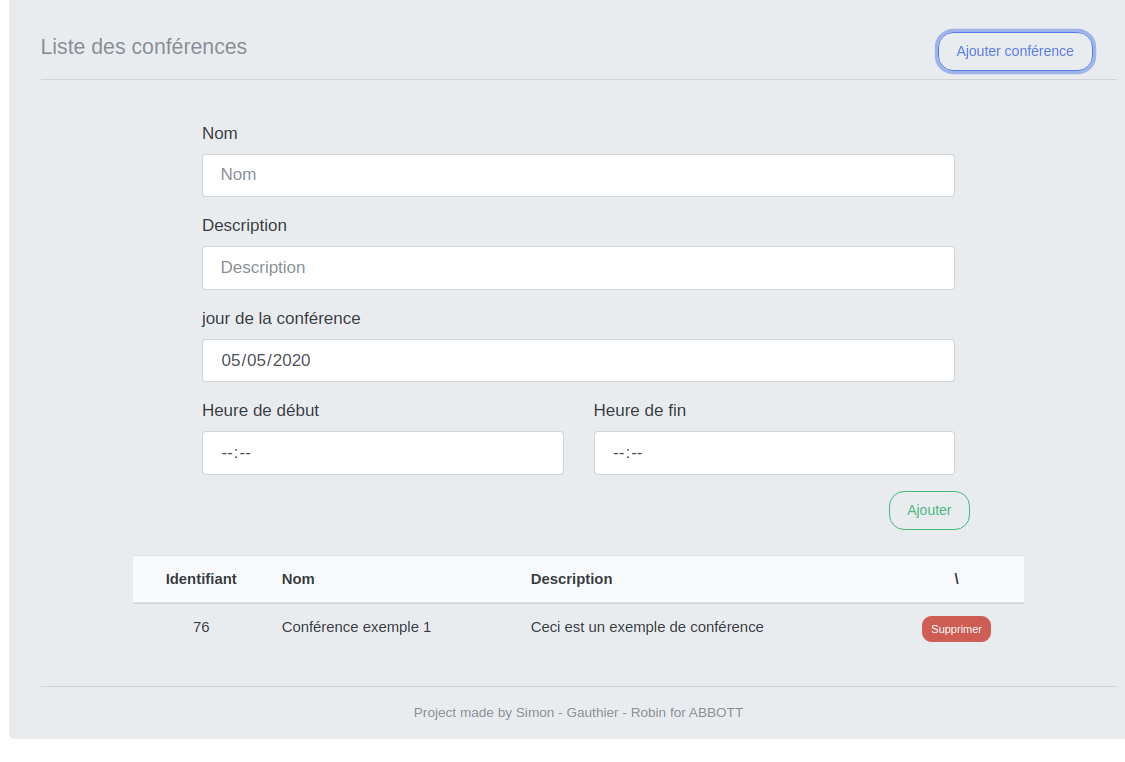 Liste des conférences
Ajouter conférence
Nom
Nom
Description
Description
jour de la conférence
05/05/2020
Heure de début Heure de fin
--:-- --:--
Ajouter
Identifiant Nom Description \
76 Conférence exemple 1 Ceci est un exemple de conférence Supprimer
Project made by Simon - Gauthier - Robin for ABBOTT